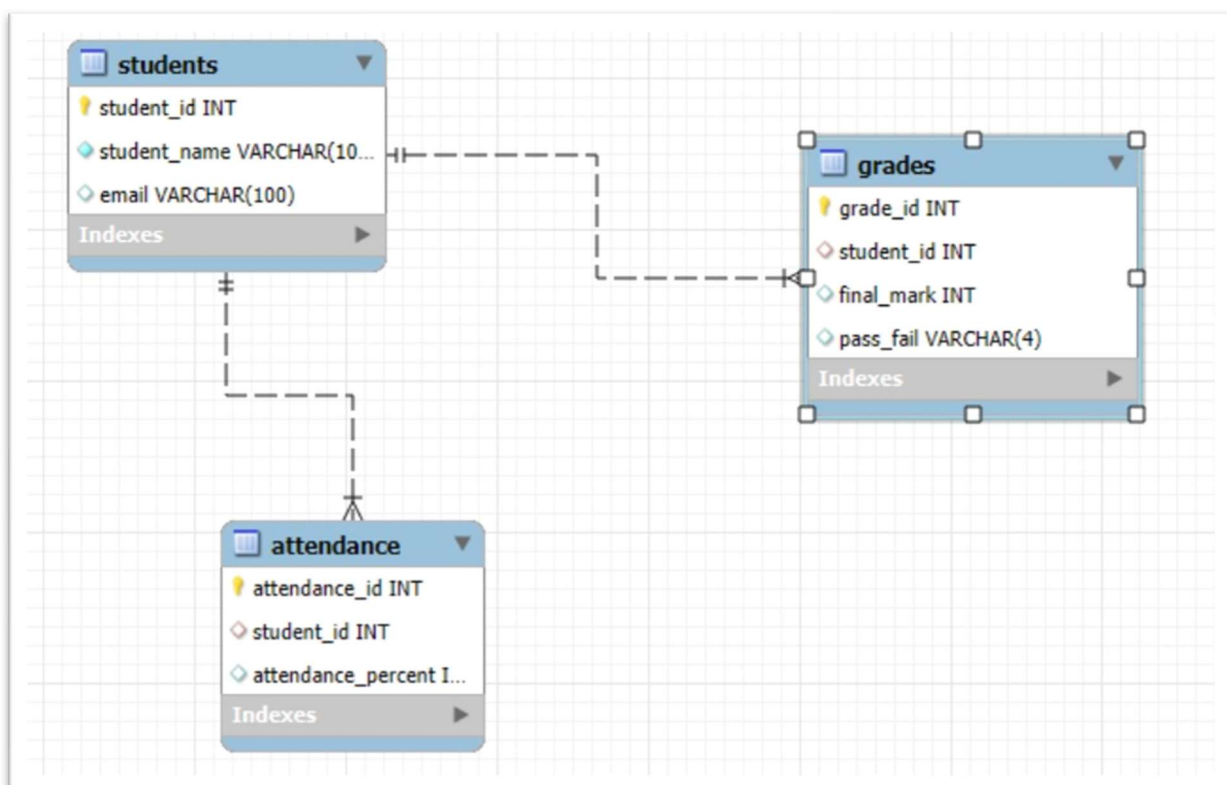 students
student_id INT
student_name VARCHAR(10...
email VARCHAR(100)
Indexes
grades
grade_id INT
student_id INT
final_mark INT
pass_fail VARCHAR(4)
Indexes
attendance
attendance_id INT
student_id INT
attendance_percent I...
Indexes